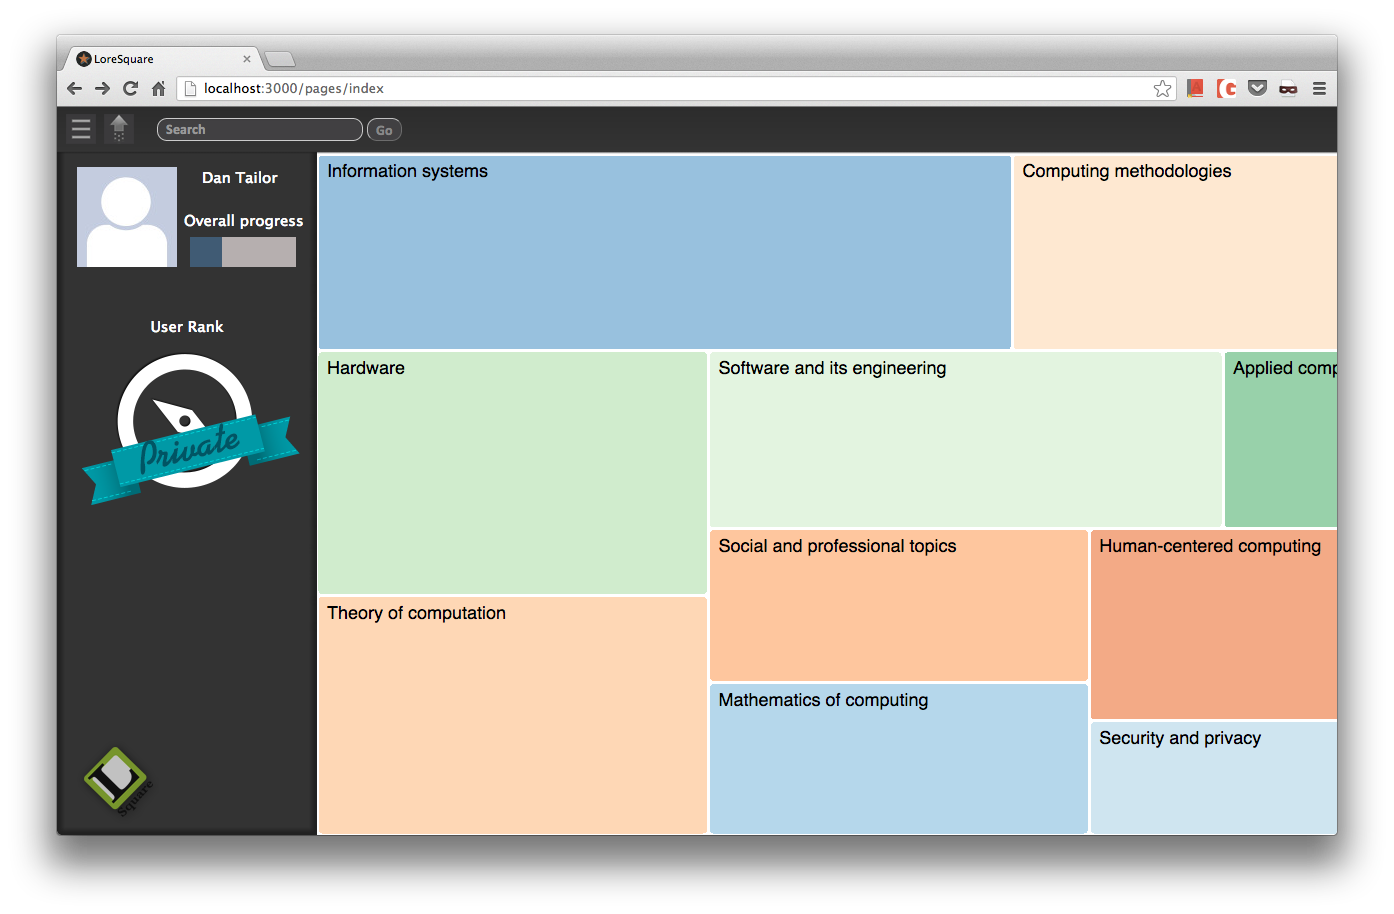 LoreSquare
localhost:3000/pages/index
Search
Go
Dan Tailor
Overall progress
User Rank
Private
Square
Information systems
Computing methodologies
Hardware
Software and its engineering
Applied comp
Social and professional topics
Human-centered computing
Theory of computation
Mathematics of computing
Security and privacy